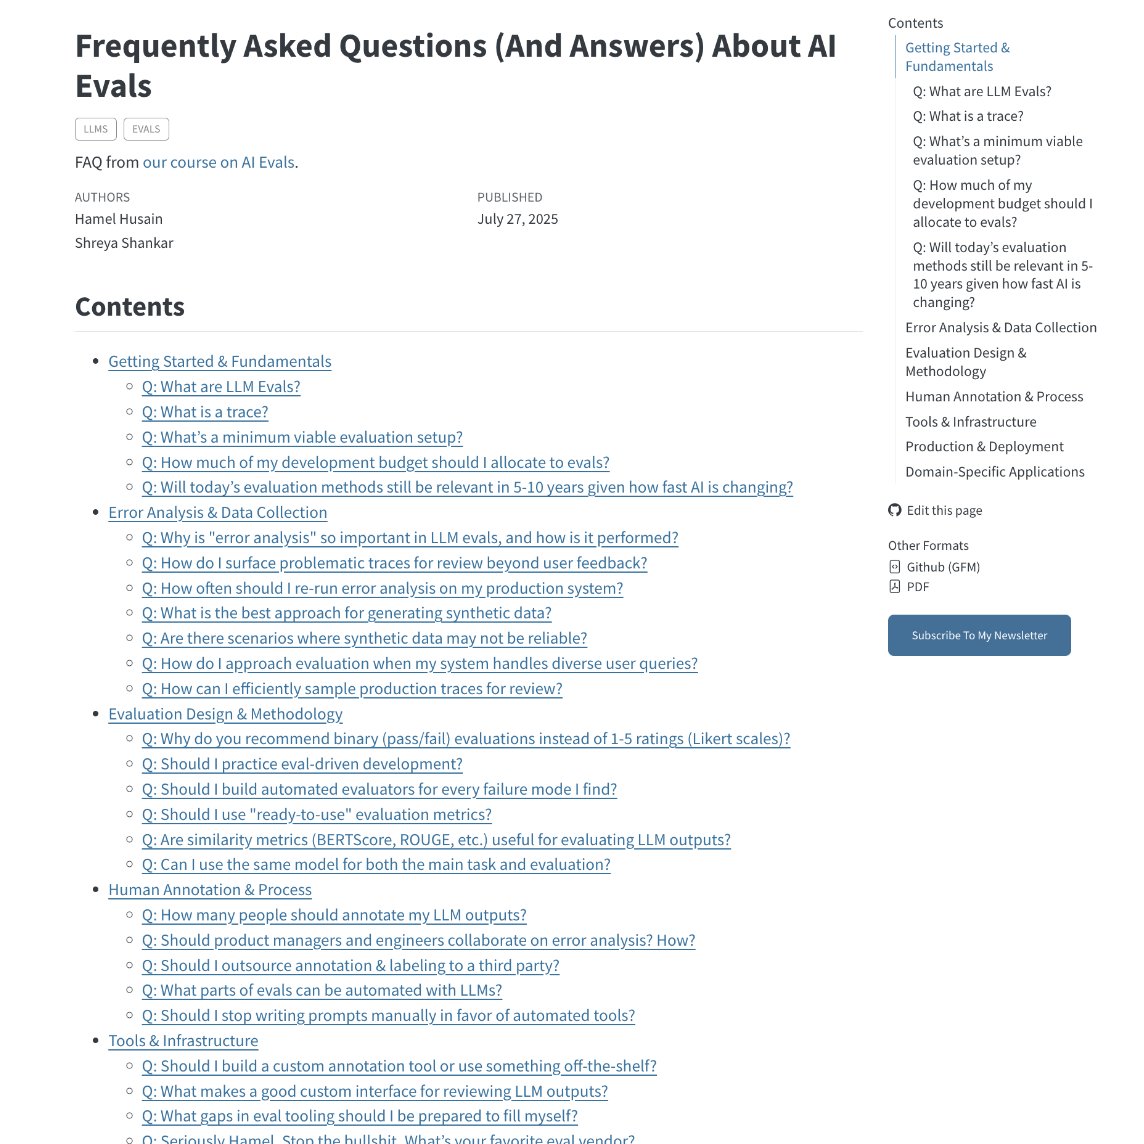 Frequently Asked Questions (And Answers) About AI
Evals
LLMS
EVALS
FAQ from our course on AI Evals.
AUTHORS
Hamel Husain
Shreya Shankar
PUBLISHED
July 27, 2025
Contents
Getting Started & Fundamentals
Q: What are LLM Evals?
Q: What is a trace?
Q: What’s a minimum viable evaluation setup?
Q: How much of my development budget should I allocate to evals?
Q: Will today’s evaluation methods still be relevant in 5-10 years given how fast AI is changing?
Error Analysis & Data Collection
Q: Why is "error analysis" so important in LLM evals, and how is it performed?
Q: How do I surface problematic traces for review beyond user feedback?
Q: How often should I re-run error analysis on my production system?
Q: What is the best approach for generating synthetic data?
Q: Are there scenarios where synthetic data may not be reliable?
Q: How do I approach evaluation when my system handles diverse user queries?
Q: How can I efficiently sample production traces for review?
Evaluation Design & Methodology
Q: Why do you recommend binary (pass/fail) evaluations instead of 1-5 ratings (Likert scales)?
Q: Should I practice eval-driven development?
Q: Should I build automated evaluators for every failure mode I find?
Q: Should I use "ready-to-use" evaluation metrics?
Q: Are similarity metrics (BERTScore, ROUGE, etc.) useful for evaluating LLM outputs?
Q: Can I use the same model for both the main task and evaluation?
Human Annotation & Process
Q: How many people should annotate my LLM outputs?
Q: Should product managers and engineers collaborate on error analysis? How?
Q: Should I outsource annotation & labeling to a third party?
Q: What parts of evals can be automated with LLMs?
Q: Should I stop writing prompts manually in favor of automated tools?
Tools & Infrastructure
Q: Should I build a custom annotation tool or use something off-the-shelf?
Q: What makes a good custom interface for reviewing LLM outputs?
Q: What gaps in eval tooling should I be prepared to fill myself?
Q: Seriously Hamel. Stop the bullshit. What’s your favorite eval vendor?
Contents
Getting Started &
Fundamentals
Q: What are LLM Evals?
Q: What is a trace?
Q: What’s a minimum viable
evaluation setup?
Q: How much of my
development budget should I
allocate to evals?
Q: Will today’s evaluation
methods still be relevant in 5-
10 years given how fast AI is
changing?
Error Analysis & Data Collection
Evaluation Design &
Methodology
Human Annotation & Process
Tools & Infrastructure
Production & Deployment
Domain-Specific Applications
Edit this page
Other Formats
Github (GFM)
PDF
Subscribe To My Newsletter